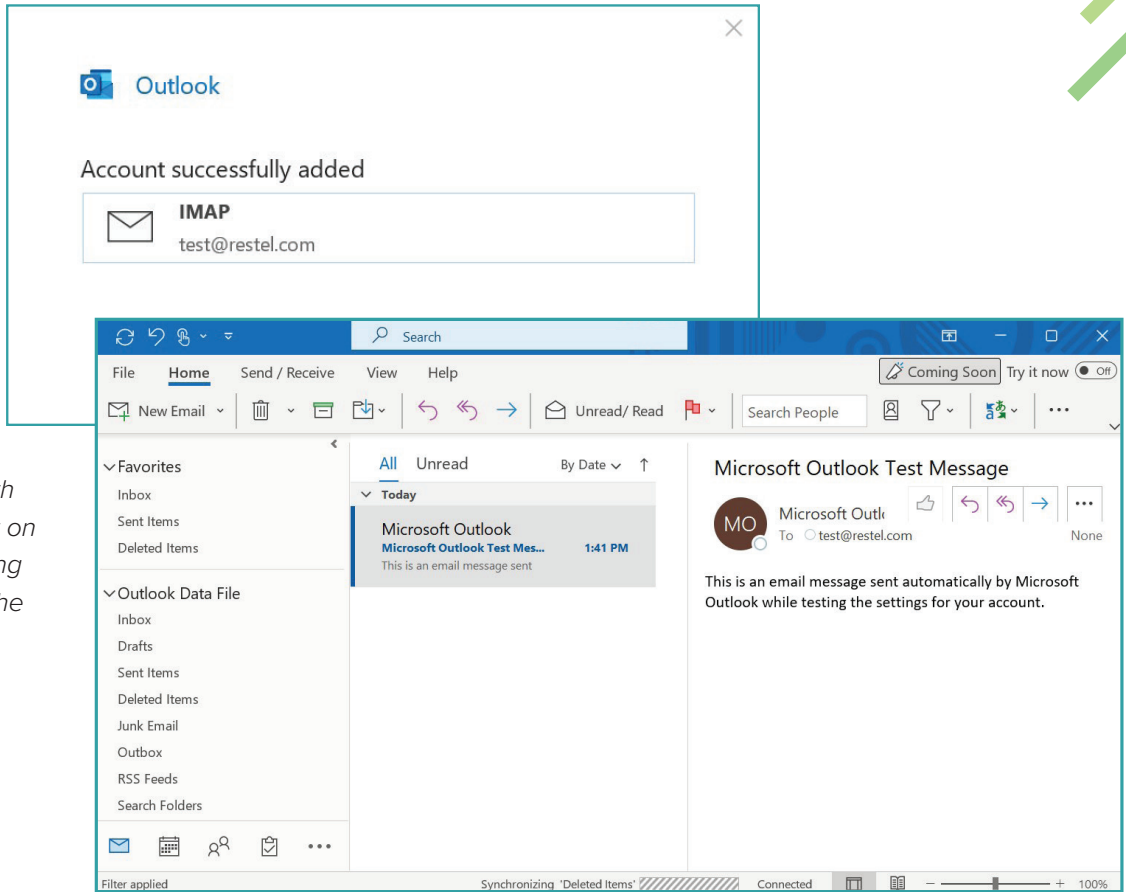 Outlook
Account successfully added
IMAP
test@restel.com
Search
File Home Send / Receive View Help
Coming Soon Try it now Off
New Email Unread/ Read Search People
Favorites
Inbox
Sent Items
Deleted Items
Outlook Data File
Inbox
Drafts
Sent Items
Deleted Items
Junk Email
Outbox
RSS Feeds
Search Folders
All Unread By Date
Today
Microsoft Outlook
Microsoft Outlook Test Mes... 1:41 PM
This is an email message sent
Microsoft Outlook Test Message
MO
Microsoft Outl
To test@restel.com None
This is an email message sent automatically by Microsoft
Outlook while testing the settings for your account.
on
Filter applied Synchronizing 'Deleted Items' Connected 100%